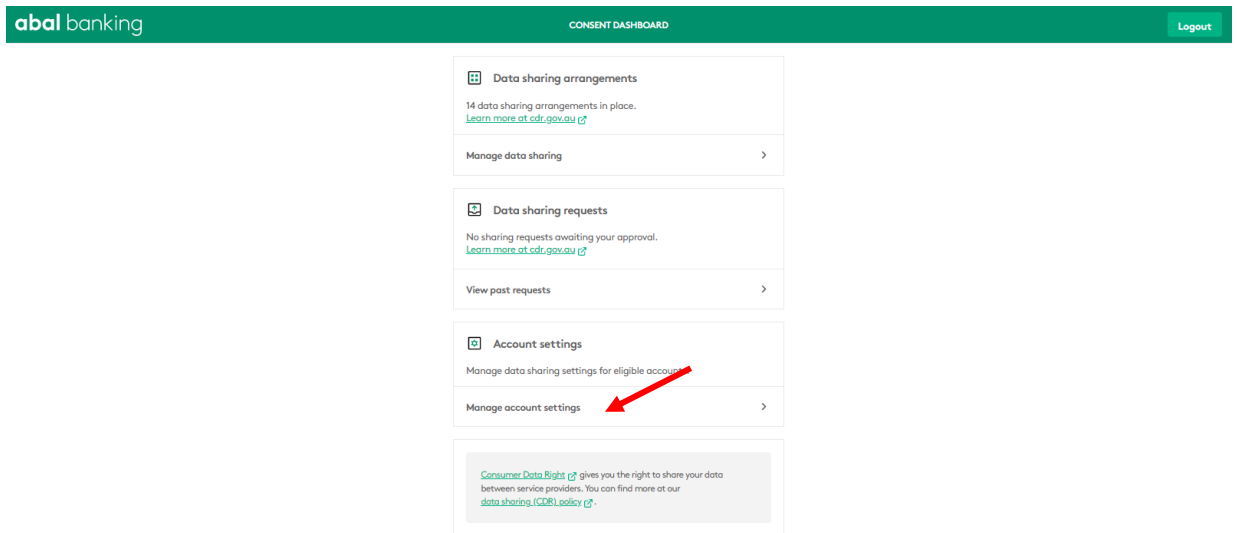 abal banking
CONSENT DASHBOARD
Logout
Data sharing arrangements
14 data sharing arrangements in place.
Learn more at cdr.gov.au
Manage data sharing
Data sharing requests
No sharing requests awaiting your approval.
Learn more at cdr.gov.au
View past requests
Account settings
Manage data sharing settings for eligible accounts.
Manage account settings
Consumer Data Right gives you the right to share your data
between service providers. You can find more at our
data sharing (CDR) policy .